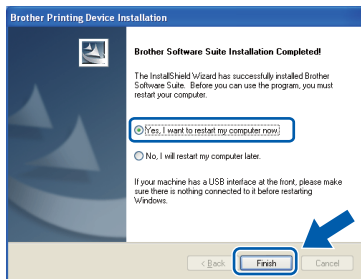 Brother Printing Device Installation
Brother Software Suite Installation Completed!
The InstallShield Wizard has successfully installed Brother
Software Suite. Before you can use the program, you must
restart your computer.
Yes, I want to restart my computer now.
No, I will restart my computer later.
If your machine has a USB interface at the front, please make
sure there is nothing connected to it before restarting
Windows.
< Back
Finish
Cancel